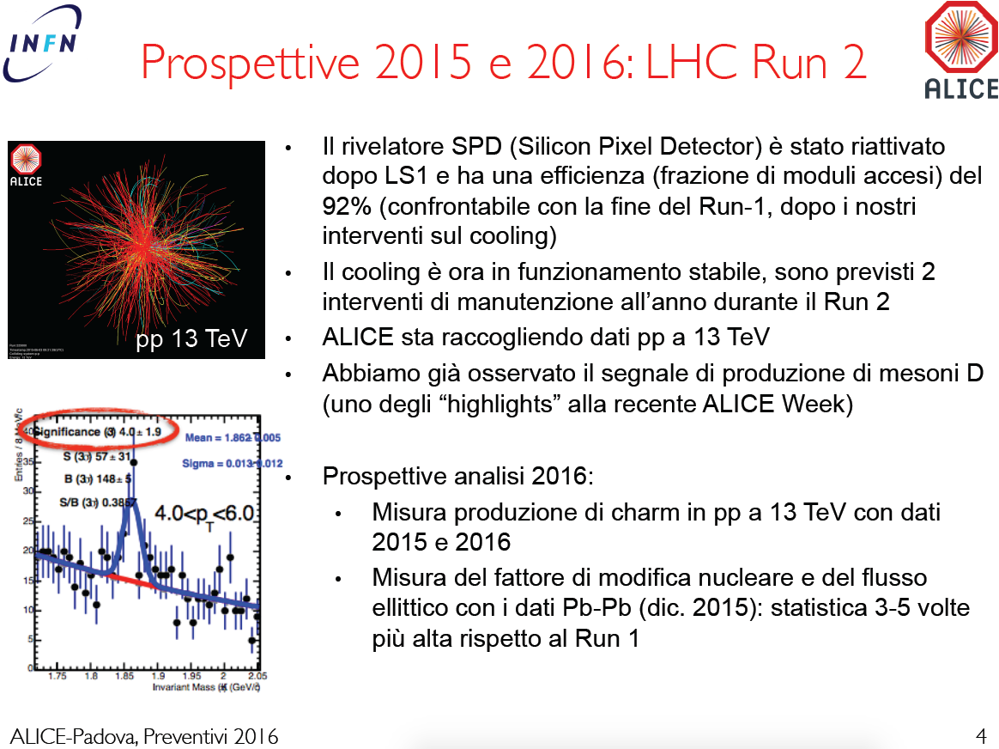 INFN
Prospettive 2015 e 2016: LHC Run 2
ALICE
ALICE
pp 13 TeV
• Il rivelatore SPD (Silicon Pixel Detector) è stato riattivato
dopo LS1 e ha una efficienza (frazione di moduli accesi) del
92% (confrontabile con la fine del Run-1, dopo i nostri
interventi sul cooling)
• Il cooling è ora in funzionamento stabile, sono previsti 2
interventi di manutenzione all’anno durante il Run 2
• ALICE sta raccogliendo dati pp a 13 TeV
• Abbiamo già osservato il segnale di produzione di mesoni D
(uno degli “highlights” alla recente ALICE Week)
• Prospettive analisi 2016:
• Misura produzione di charm in pp a 13 TeV con dati
2015 e 2016
• Misura del fattore di modifica nucleare e del flusso
ellittico con i dati Pb-Pb (dic. 2015): statistica 3-5 volte
più alta rispetto al Run 1
Entries / 8 MeV/c
Significance (3) 4.0 ± 1.9
S (3) 57 ± 31
B (3) 148 ± 5
S/B (3) 0.3857
Mean = 1.862 ± 0.005
Sigma = 0.013 ± 0.012
4.0<pT<6.0
40
35
30
25
20
15
10
5
0
1.75 1.8 1.85 1.9 1.95 2 2.05
Invariant Mass (GeV/c)
ALICE-Padova, Preventivi 2016
4